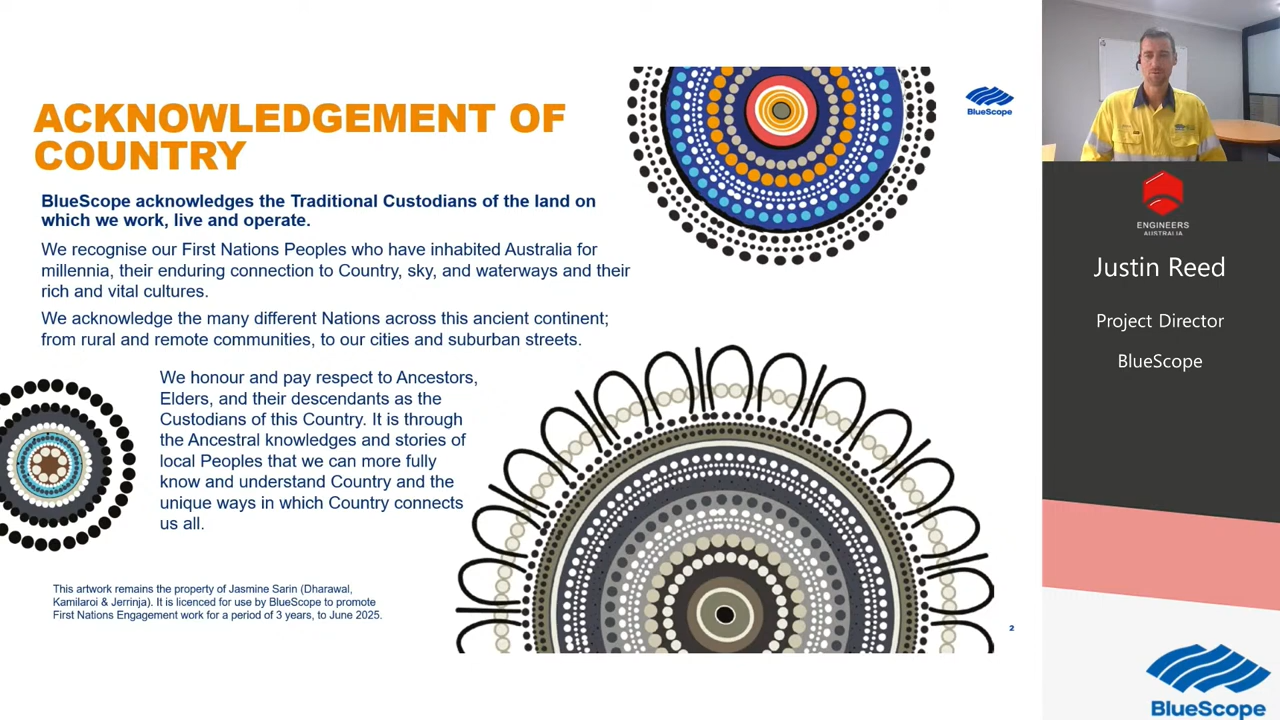 ACKNOWLEDGEMENT OF
COUNTRY
BlueScope
BlueScope acknowledges the Traditional Custodians of the land on
which we work, live and operate.
We recognise our First Nations Peoples who have inhabited Australia for
millennia, their enduring connection to Country, sky, and waterways and their
rich and vital cultures.
We acknowledge the many different Nations across this ancient continent;
from rural and remote communities, to our cities and suburban streets.
We honour and pay respect to Ancestors,
Elders, and their descendants as the
Custodians of this Country. It is through
the Ancestral knowledges and stories of
local Peoples that we can more fully
know and understand Country and the
unique ways in which Country connects
us all.
This artwork remains the property of Jasmine Sarin (Dharawal,
Kamilaroi & Jerrinja). It is licenced for use by BlueScope to promote
First Nations Engagement work for a period of 3 years, to June 2025.
2
ENGINEERS
AUSTRALIA
Justin Reed
Project Director
BlueScope
BlueScope